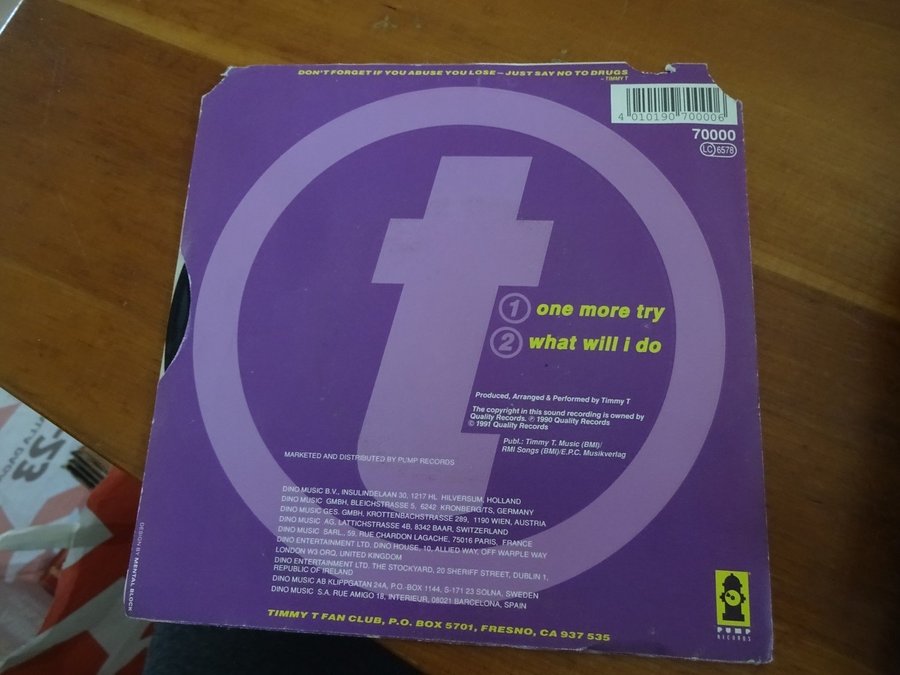 DON'T FORGET IF YOU ABUSE YOU LOSE – JUST SAY NO TO DRUGS
– TIMMY T
4 010190 700006
70000
LC 6578
t
1 one more try
2 what will i do
Produced, Arranged & Performed by Timmy T
The copyright in this sound recording is owned by
Quality Records. ℗ 1990 Quality Records
© 1991 Quality Records
Publ.: Timmy T. Music (BMI)/
RMI Songs (BMI)/E.P.C. Musikverlag
MARKETED AND DISTRIBUTED BY PUMP RECORDS
DINO MUSIC B.V., INSULINDELAAN 30, 1217 HL HILVERSUM, HOLLAND
DINO MUSIC GMBH, BLEICHSTRASSE 5, 6242 KRONBERG/TS, GERMANY
DINO MUSIC GES. GMBH, KROTTENBACHSTRASSE 289, 1190 WIEN, AUSTRIA
DINO MUSIC AG, LATTICHSTRASSE 4B, 8342 BAAR, SWITZERLAND
DINO MUSIC SARL., 59, RUE CHARDON LAGACHE, 75016 PARIS, FRANCE
DINO ENTERTAINMENT LTD. DINO HOUSE, 10, ALLIED WAY, OFF WARPLE WAY
LONDON W3 ORQ, UNITED KINGDOM
DINO ENTERTAINMENT LTD. THE STOCKYARD, 20 SHERIFF STREET, DUBLIN 1,
REPUBLIC OF IRELAND
DINO MUSIC AB KLIPPGATAN 24A, P.O.-BOX 1144, S-171 23 SOLNA, SWEDEN
DINO MUSIC S.A. RUE AMIGO 18, INTERIEUR, 08021 BARCELONA, SPAIN
TIMMY T FAN CLUB, P.O. BOX 5701, FRESNO, CA 937 535
DESIGN BY MENTAL BLOCK
PUMP
RECORDS
23